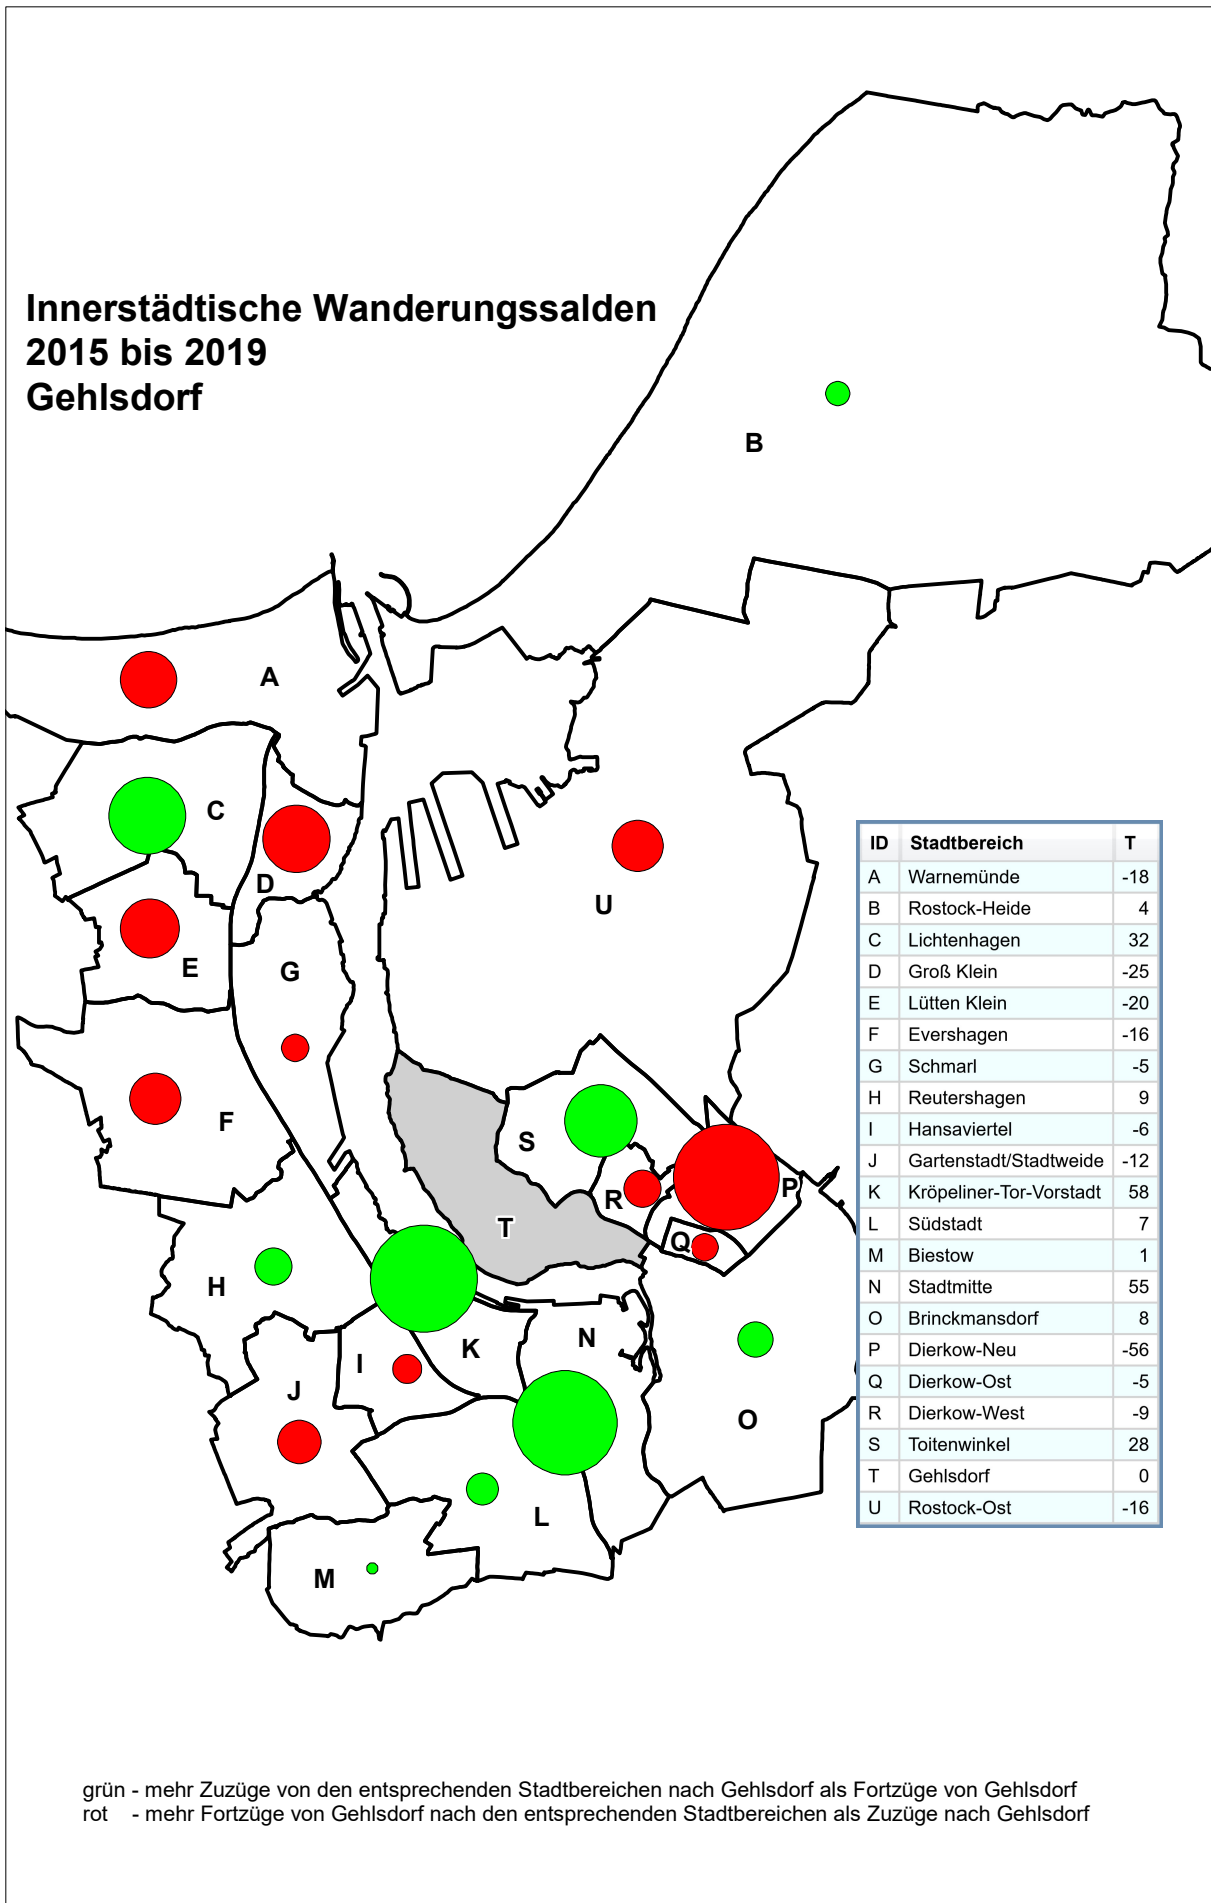 Innerstädtische Wanderungssalden
2015 bis 2019
Gehlsdorf
B
A
C
D
U
E
G
F
S
P
R
T
Q
H
N
K
I
J
O
L
M
ID Stadtbereich T
A Warnemünde -18
B Rostock-Heide 4
C Lichtenhagen 32
D Groß Klein -25
E Lütten Klein -20
F Evershagen -16
G Schmarl -5
H Reutershagen 9
I Hansaviertel -6
J Gartenstadt/Stadtweide -12
K Kröpeliner-Tor-Vorstadt 58
L Südstadt 7
M Biestow 1
N Stadtmitte 55
O Brinckmansdorf 8
P Dierkow-Neu -56
Q Dierkow-Ost -5
R Dierkow-West -9
S Toitenwinkel 28
T Gehlsdorf 0
U Rostock-Ost -16
grün - mehr Zuzüge von den entsprechenden Stadtbereichen nach Gehlsdorf als Fortzüge von Gehlsdorf
rot - mehr Fortzüge von Gehlsdorf nach den entsprechenden Stadtbereichen als Zuzüge nach Gehlsdorf